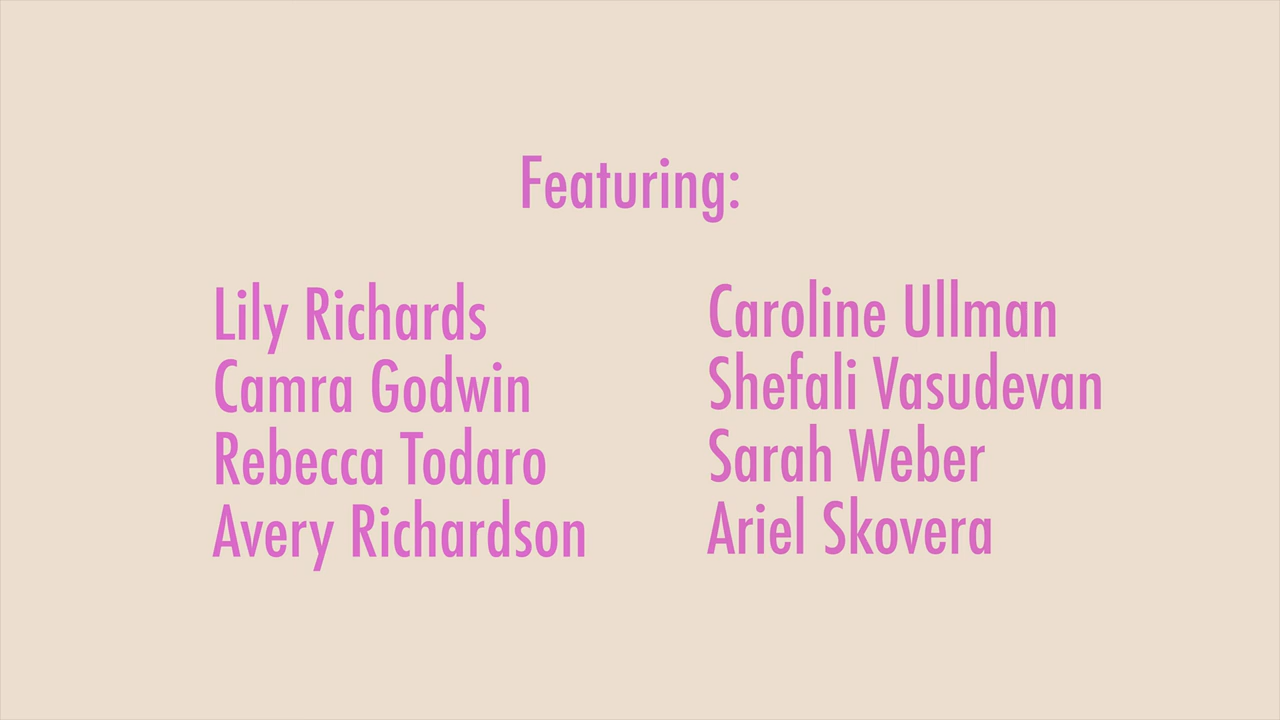 Featuring:
Lily Richards
Camra Godwin
Rebecca Todaro
Avery Richardson
Caroline Ullman
Shefali Vasudevan
Sarah Weber
Ariel Skovera